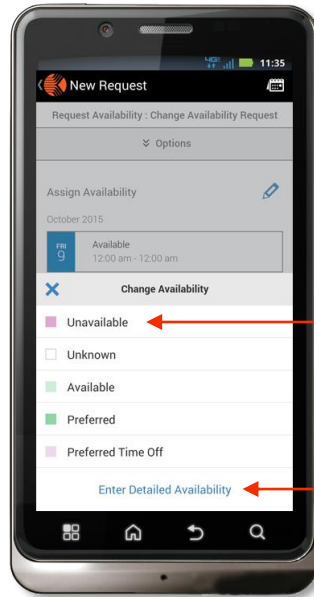 4G
11:35
New Request
Request Availability : Change Availability Request
Options
Assign Availability
October 2015
FRI
9
Available
12:00 am - 12:00 am
Change Availability
Unavailable
Unknown
Available
Preferred
Preferred Time Off
Enter Detailed Availability